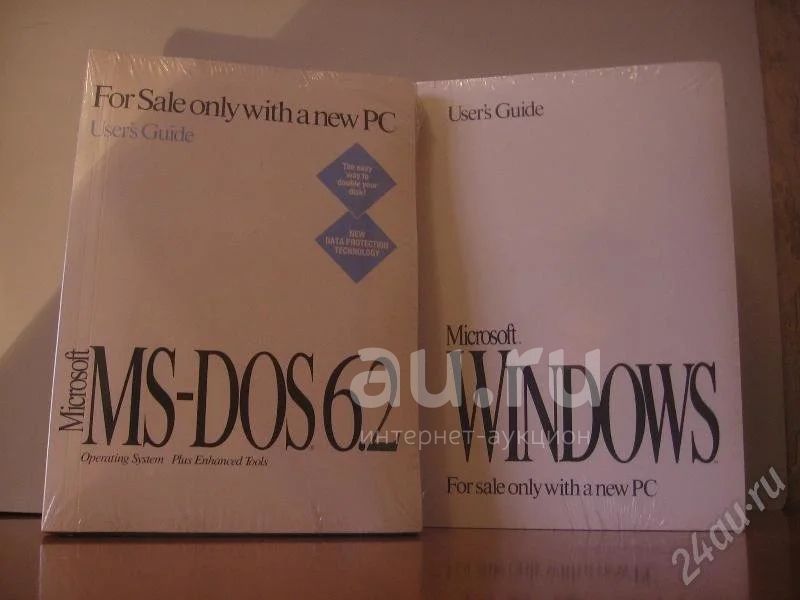 For Sale only with a new PC
User's Guide
The easy
way to
double your
disk!
NEW
DATA PROTECTION
TECHNOLOGY
Microsoft
MS-DOS 6.2
Operating System Plus Enhanced Tools
User's Guide
Microsoft
WINDOWS
For sale only with a new PC
au.ru
интернет-аукцион
24au.ru